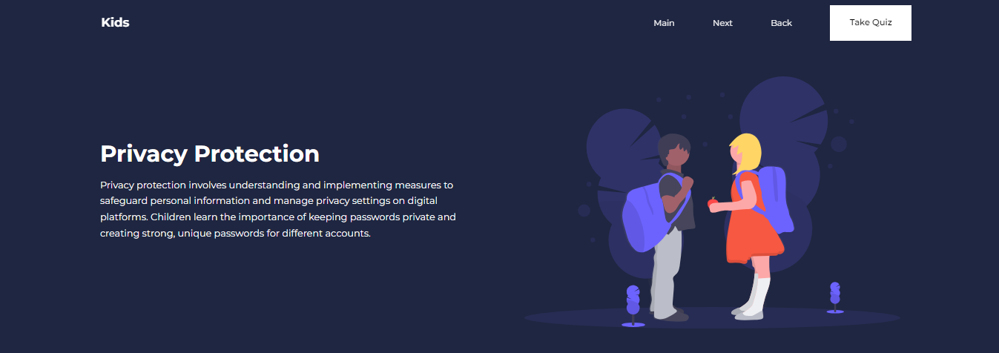 Kids
Main
Next
Back
Take Quiz
Privacy Protection
Privacy protection involves understanding and implementing measures to
safeguard personal information and manage privacy settings on digital
platforms. Children learn the importance of keeping passwords private and
creating strong, unique passwords for different accounts.